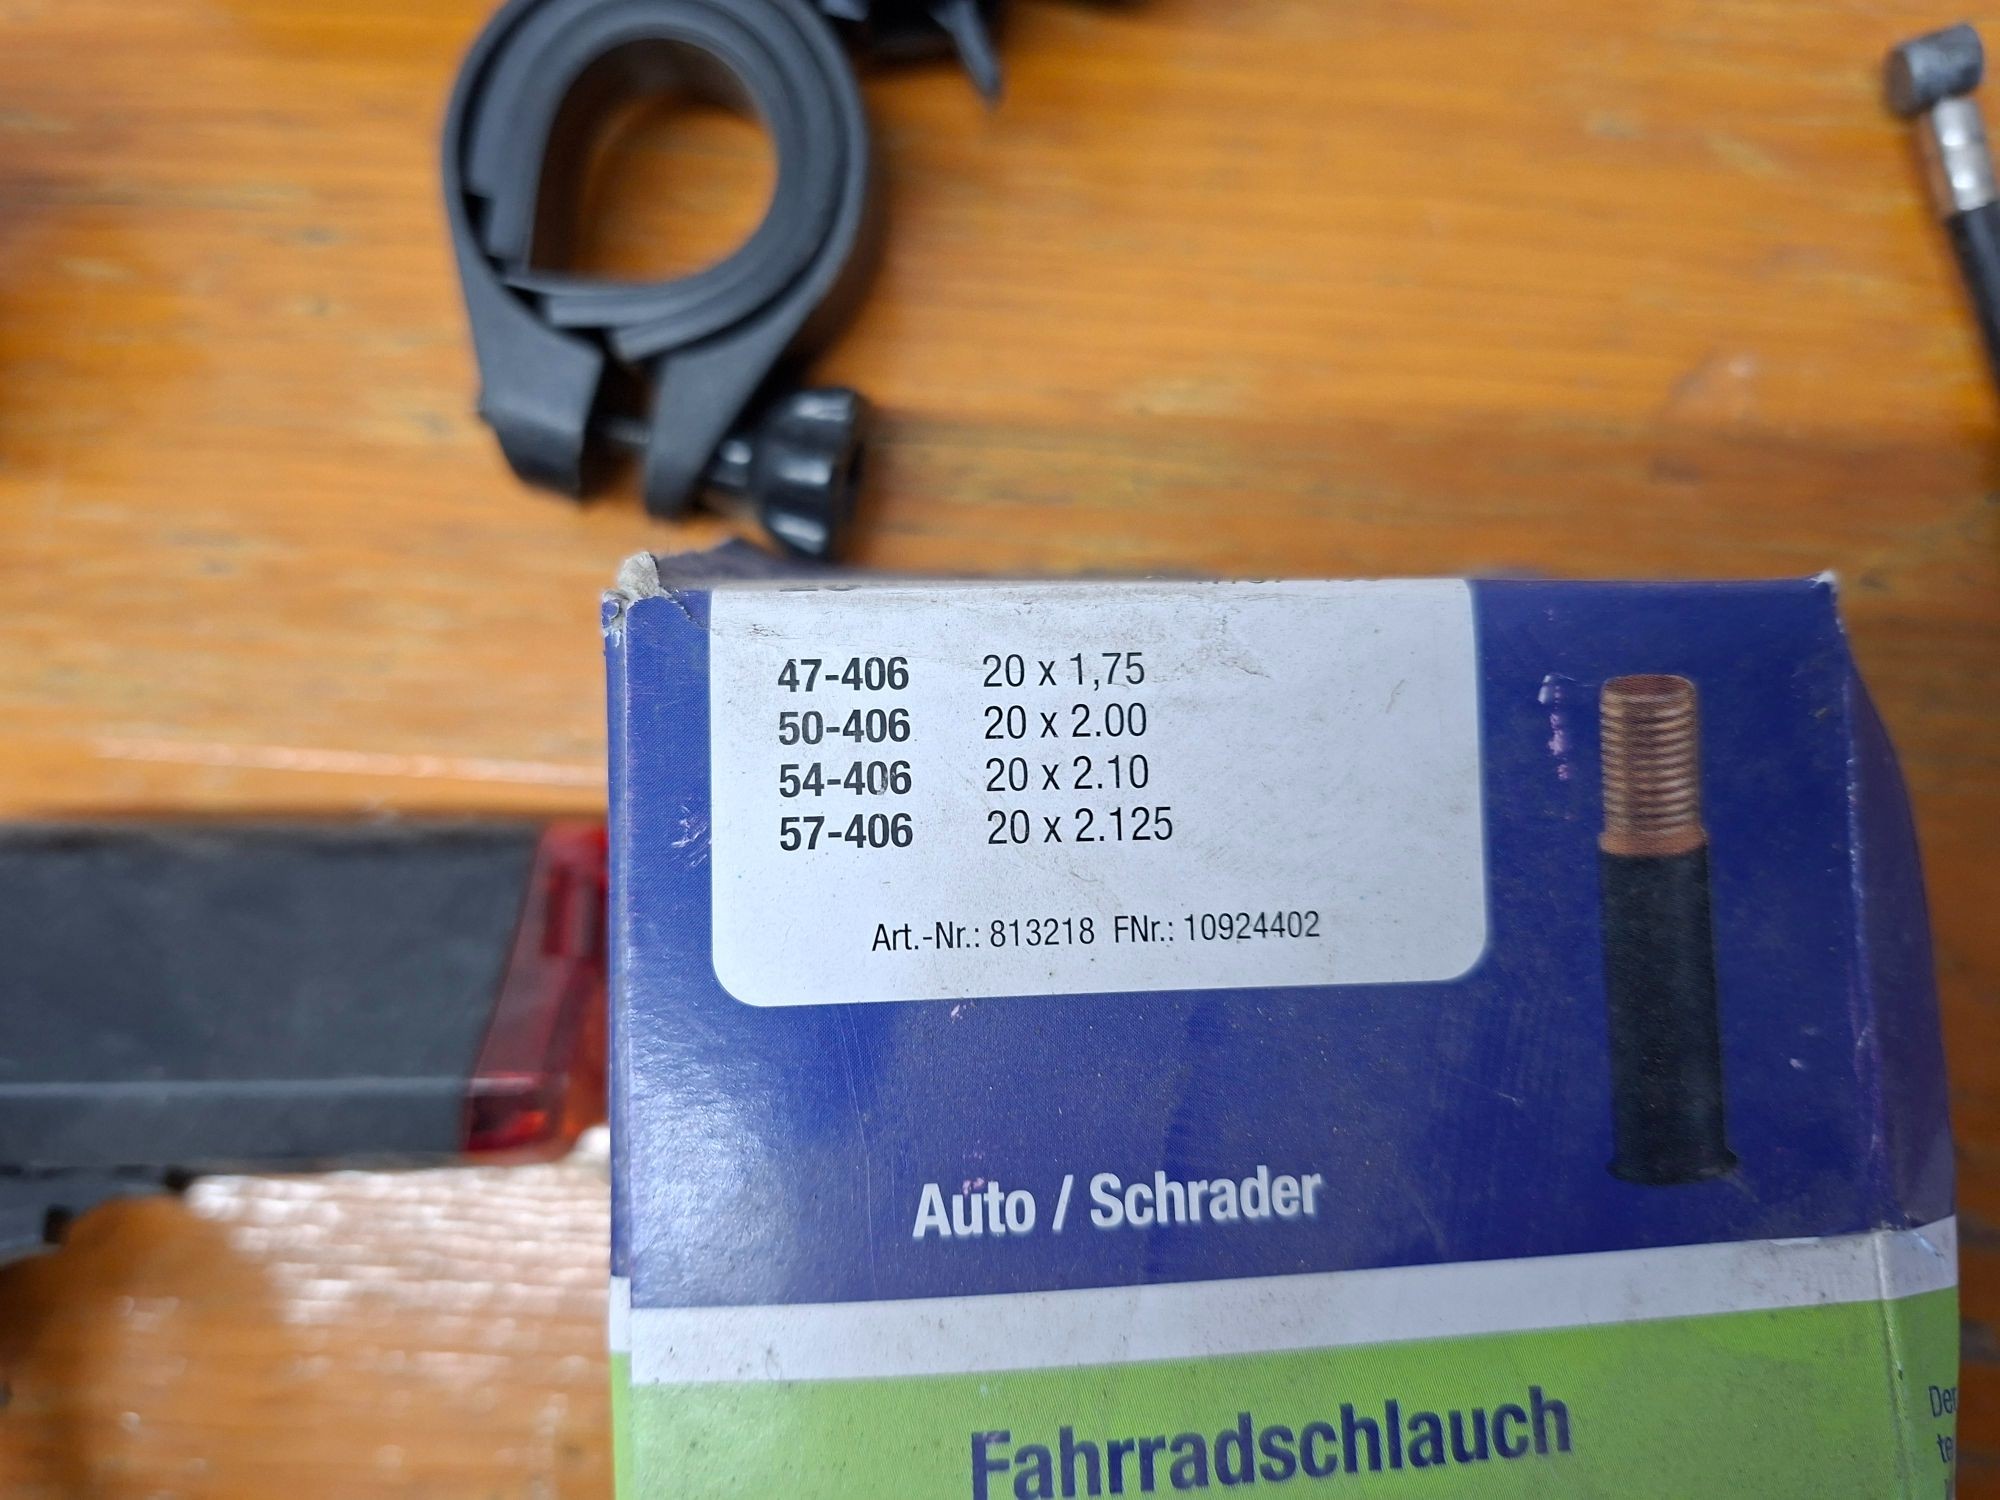 47-406 20 x 1,75
50-406 20 x 2.00
54-406 20 x 2.10
57-406 20 x 2.125
Art.-Nr.: 813218 FNr.: 10924402
Auto / Schrader
Fahrradschlauch